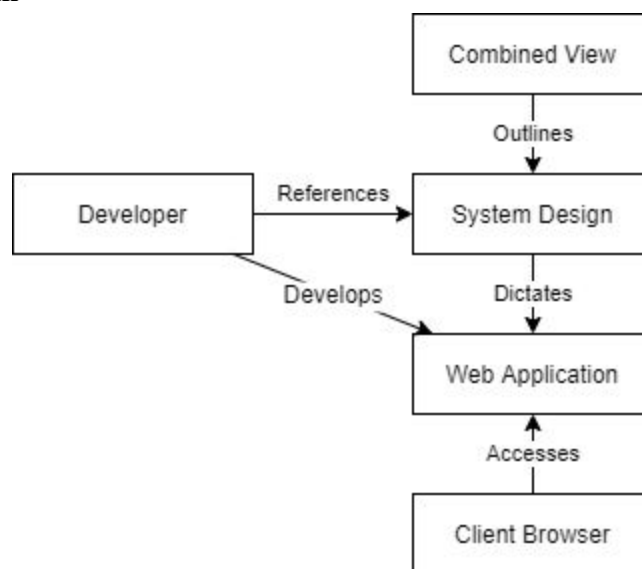 Combined View
Outlines
References
Developer
System Design
Develops
Dictates
Web Application
Accesses
Client Browser